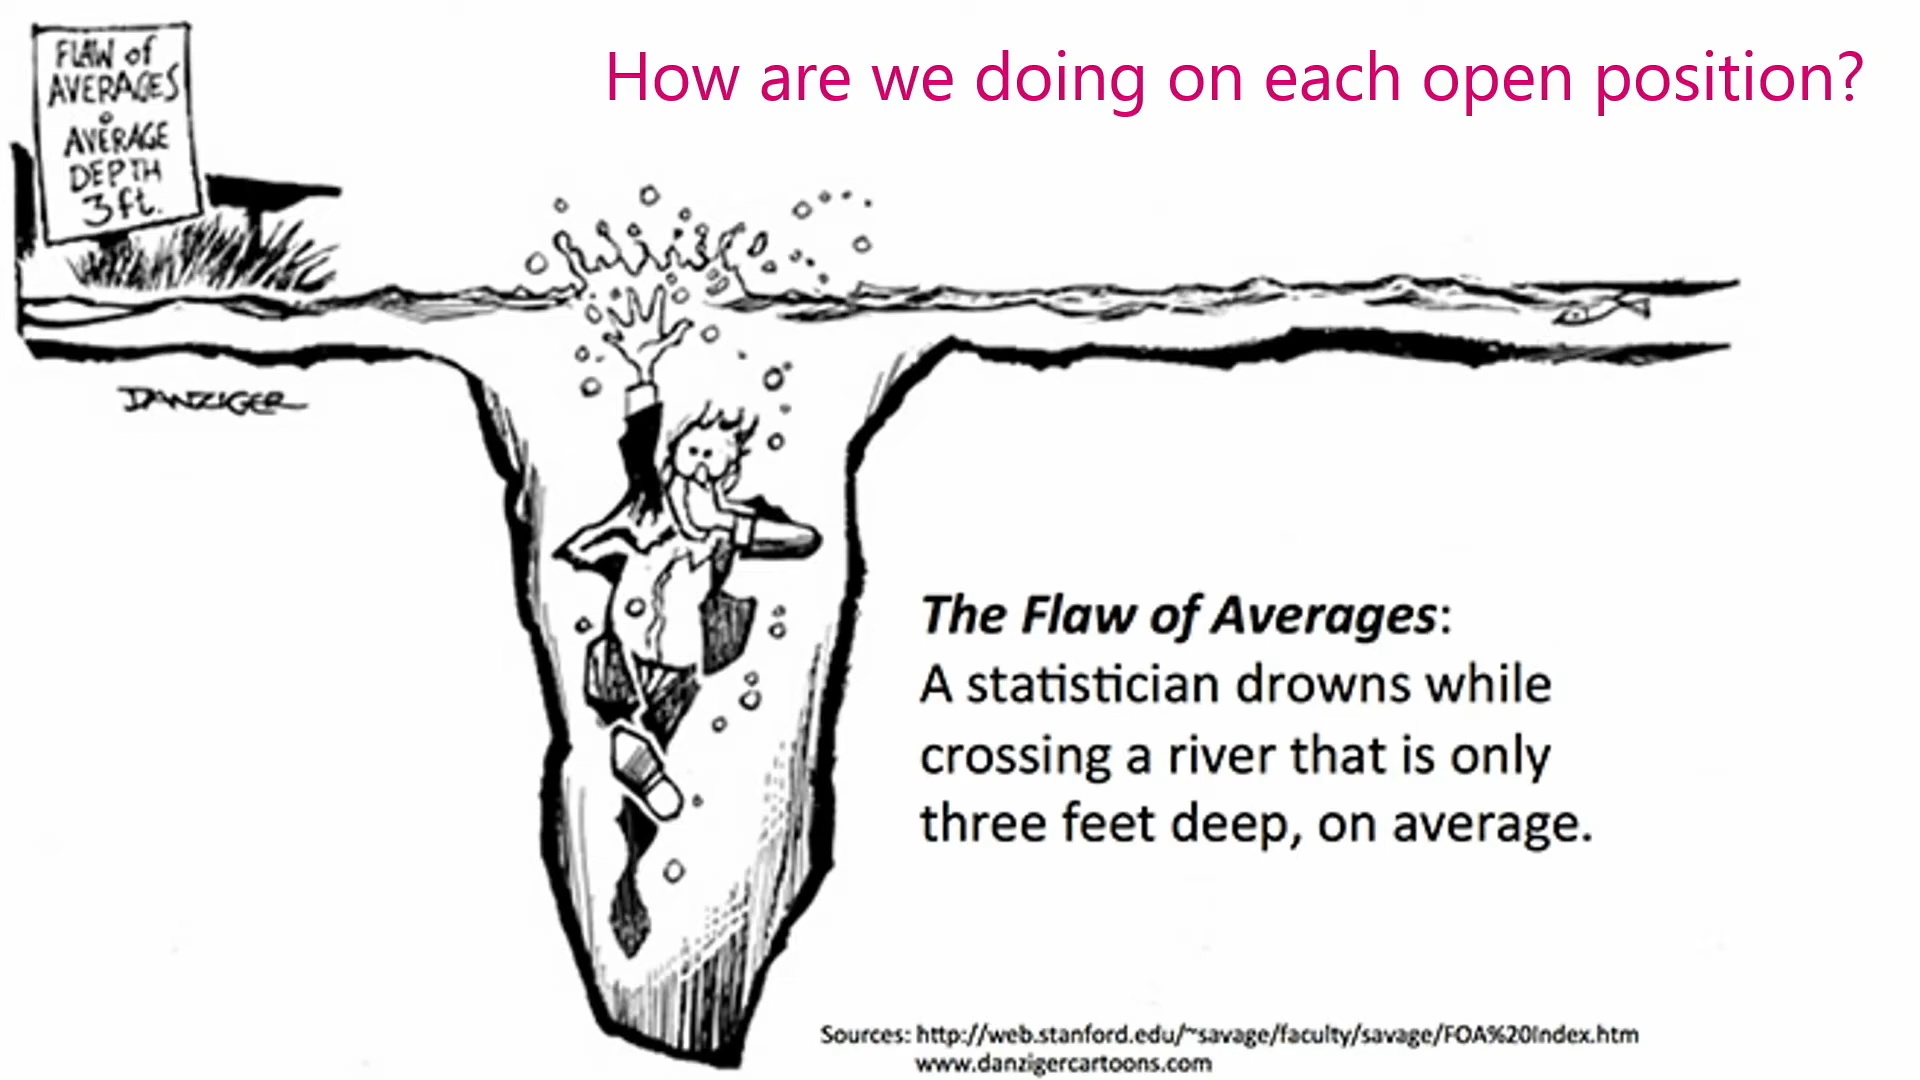 FLAW of
AVERAGES
AVERAGE
DEPTH
3 ft.
How are we doing on each open position?
DANZIGER
The Flaw of Averages:
A statistician drowns while
crossing a river that is only
three feet deep, on average.
Sources: http://web.stanford.edu/~savage/faculty/savage/FOA%20Index.htm
www.danzigercartoons.com